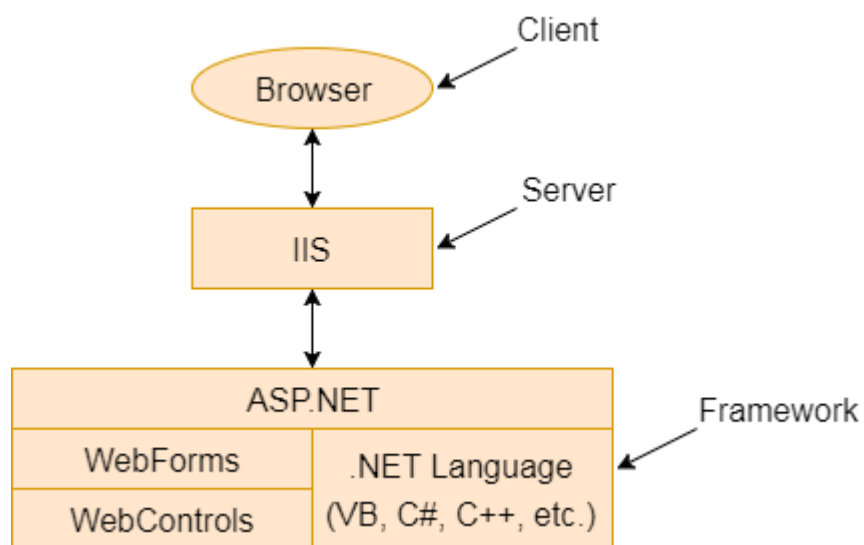 Client
Browser
Server
IIS
ASP.NET
Framework
WebForms
.NET Language
(VB, C#, C++, etc.)
WebControls